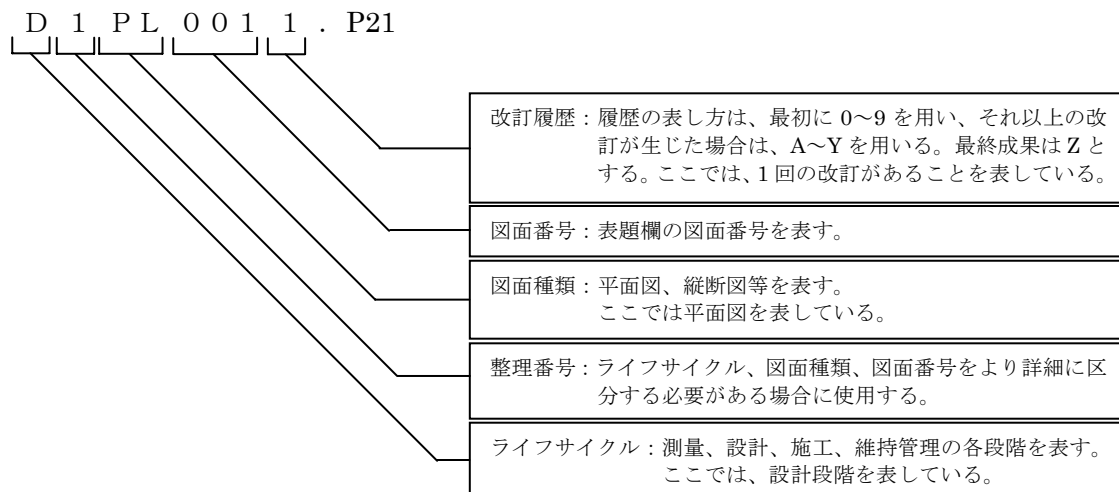 D 1 P L 0 0 1 1 . P21
改訂履歴：履歴の表し方は、最初に 0～9 を用い、それ以上の改
訂が生じた場合は、A～Y を用いる。最終成果は Z と
する。ここでは、1 回の改訂があることを表している。
図面番号：表題欄の図面番号を表す。
図面種類：平面図、縦断図等を表す。
ここでは平面図を表している。
整理番号：ライフサイクル、図面種類、図面番号をより詳細に区
分する必要がある場合に使用する。
ライフサイクル：測量、設計、施工、維持管理の各段階を表す。
ここでは、設計段階を表している。